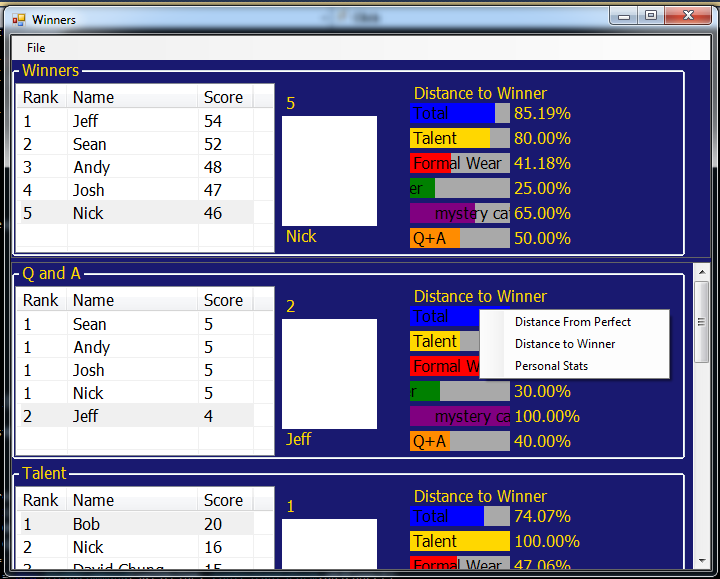 Winners
File
Winners
Rank Name Score
1 Jeff 54
2 Sean 52
3 Andy 48
4 Josh 47
5 Nick 46
5
Nick
Distance to Winner
Total 85.19%
Talent 80.00%
Formal Wear 41.18%
er 25.00%
mystery ca 65.00%
Q+A 50.00%
Q and A
Rank Name Score
1 Sean 5
1 Andy 5
1 Josh 5
1 Nick 5
2 Jeff 4
2
Jeff
Distance to Winner
Total
Talent
Formal W
r 30.00%
mystery ca 100.00%
Q+A 40.00%
Distance From Perfect
Distance to Winner
Personal Stats
Talent
Rank Name Score
1 Bob 20
2 Nick 16
3 David Chung 15
1
Distance to Winner
Total 74.07%
Talent 100.00%
Formal Wear 47.06%